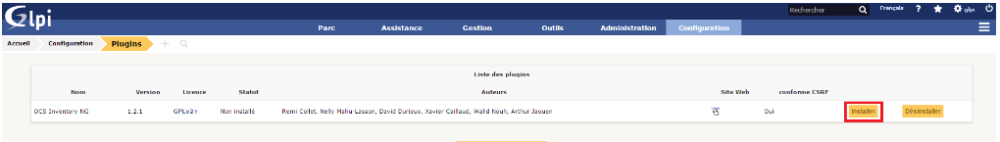 Glpi
Rechercher Français ? glpi
Parc Assistance Gestion Outils Administration Configuration
Accueil Configuration Plugins +
Liste des plugins
Nom Version Licence Statut Auteurs Site Web conforme CSRF
OCS Inventory NG 1.2.1 GPLv2+ Non installé Remi Collet, Nelly Mahu-Lasson, David Durieux, Xavier Caillaud, Walid Nouh, Arthur Jaouen Oui Installer Désinstaller